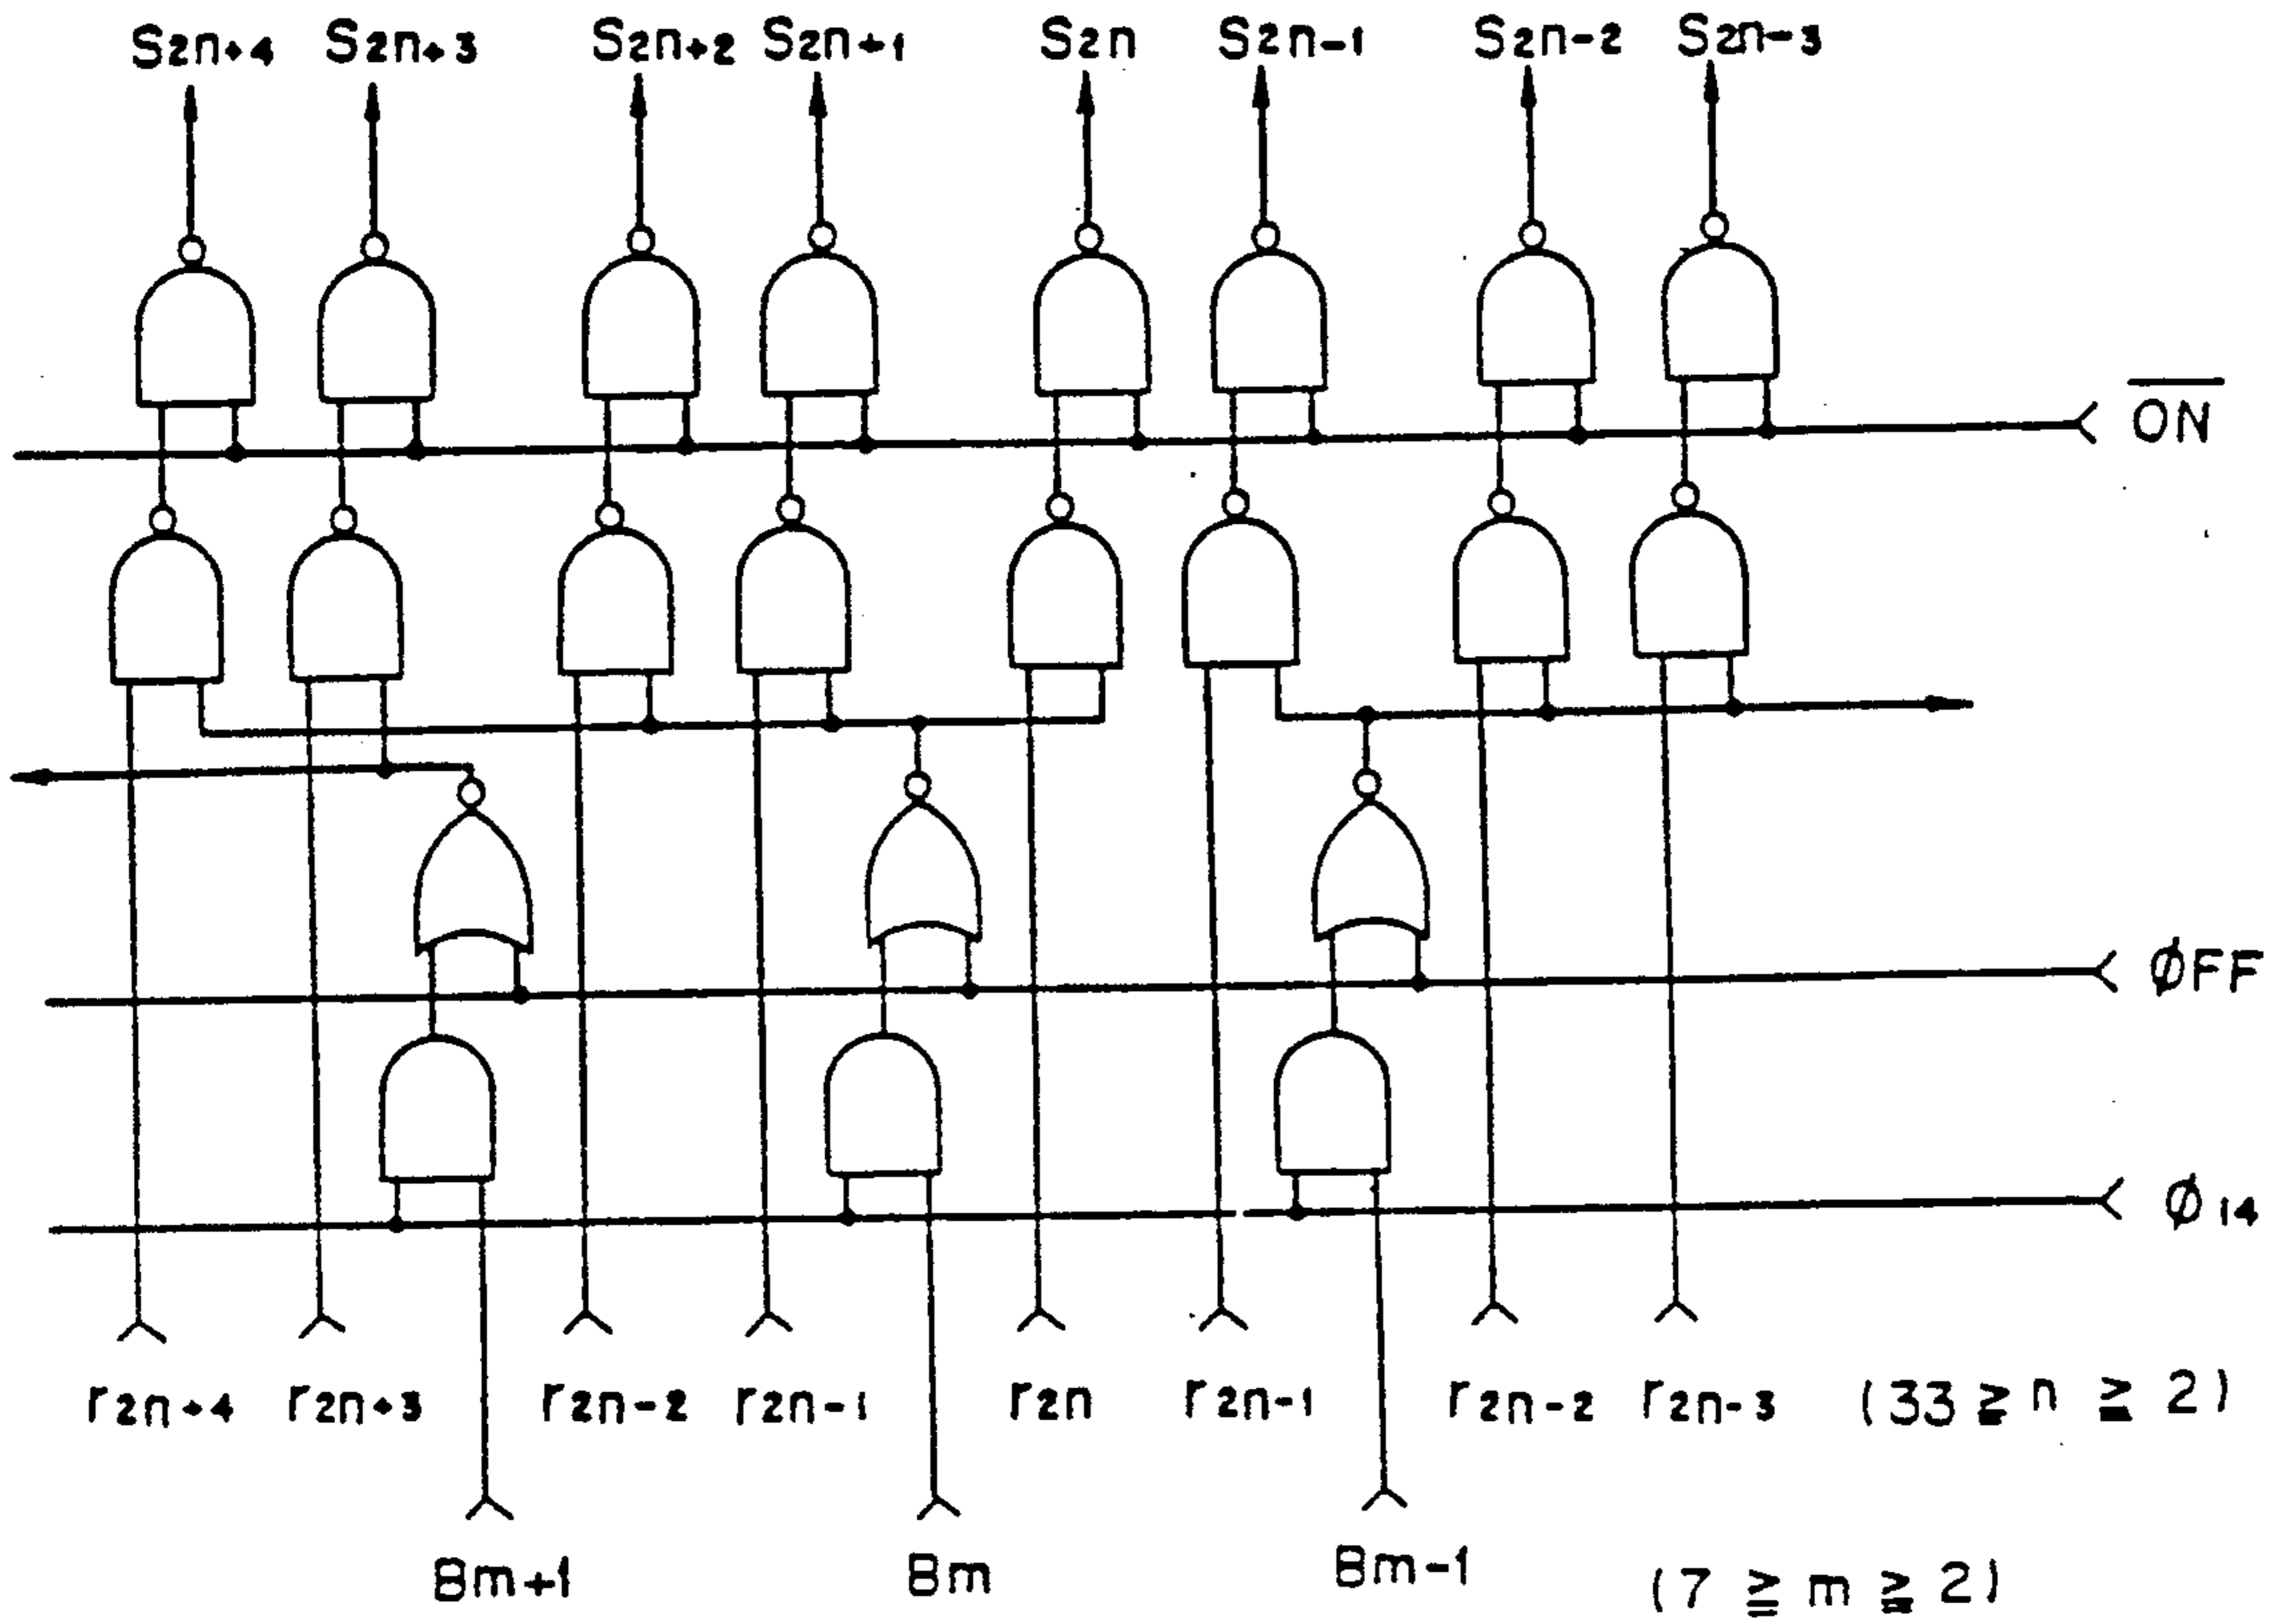 S2n+4 S2n+3 S2n+2 S2n+1 S2n S2n-1 S2n-2 S2n-3
ON
ØFF
Ø14
r2n+4 r2n+3 r2n-2 r2n-1 r2n r2n-1 r2n-2 r2n-3 (33 ≧ n ≧ 2)
Bm+1 Bm Bm-1 (7 ≧ m ≧ 2)